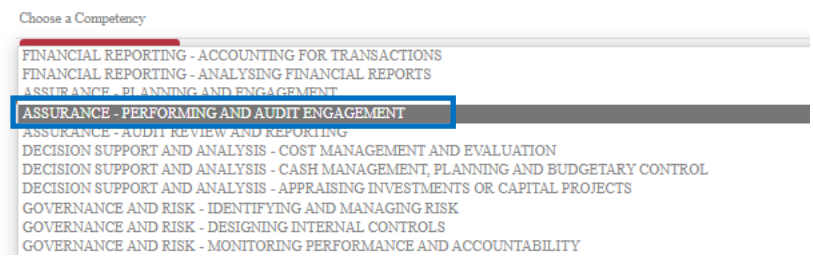 Choose a Competency
FINANCIAL REPORTING - ACCOUNTING FOR TRANSACTIONS
FINANCIAL REPORTING - ANALYSING FINANCIAL REPORTS
ASSURANCE - PLANNING AND ENGAGEMENT
ASSURANCE - PERFORMING AND AUDIT ENGAGEMENT
ASSURANCE - AUDIT REVIEW AND REPORTING
DECISION SUPPORT AND ANALYSIS - COST MANAGEMENT AND EVALUATION
DECISION SUPPORT AND ANALYSIS - CASH MANAGEMENT, PLANNING AND BUDGETARY CONTROL
DECISION SUPPORT AND ANALYSIS - APPRAISING INVESTMENTS OR CAPITAL PROJECTS
GOVERNANCE AND RISK - IDENTIFYING AND MANAGING RISK
GOVERNANCE AND RISK - DESIGNING INTERNAL CONTROLS
GOVERNANCE AND RISK - MONITORING PERFORMANCE AND ACCOUNTABILITY